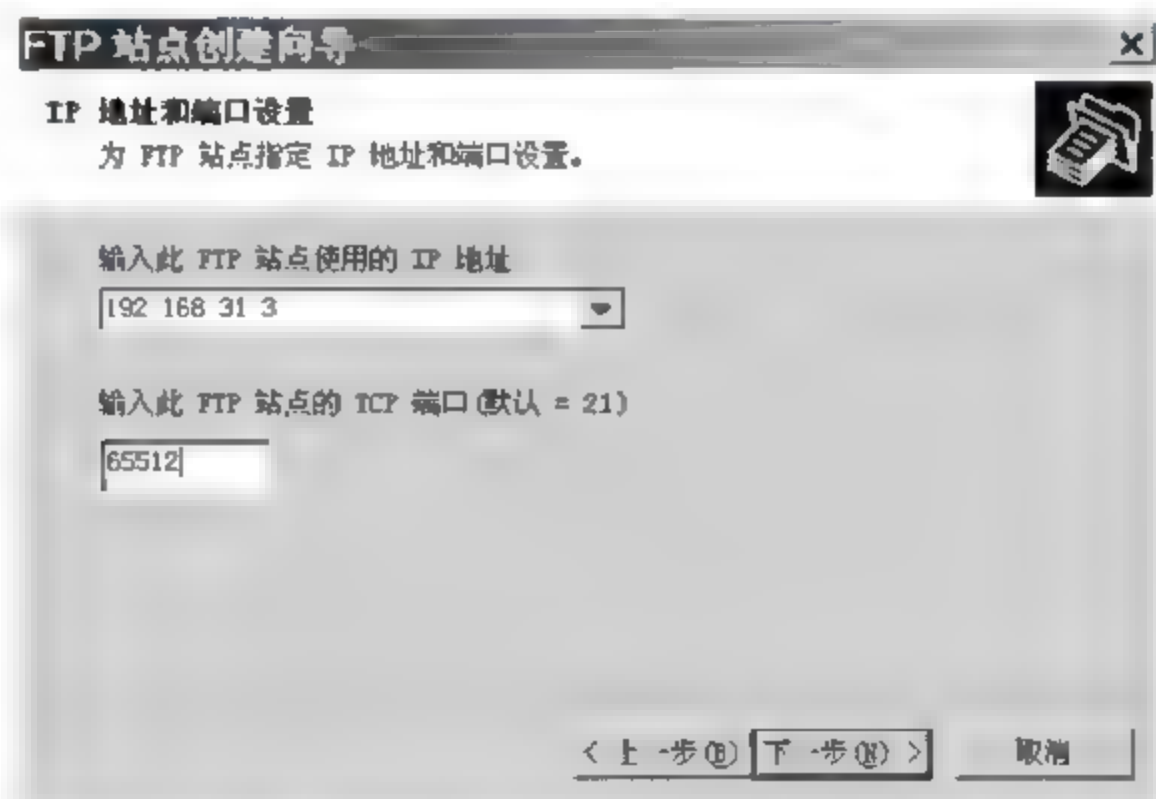 FTP 站点创建向导
IP 地址和端口设置
为 FTP 站点指定 IP 地址和端口设置。
输入此 FTP 站点使用的 IP 地址
192 168 31 3
输入此 FTP 站点的 TCP 端口(默认 = 21)
65512
< 上一步(B) 下一步(N) > 取消